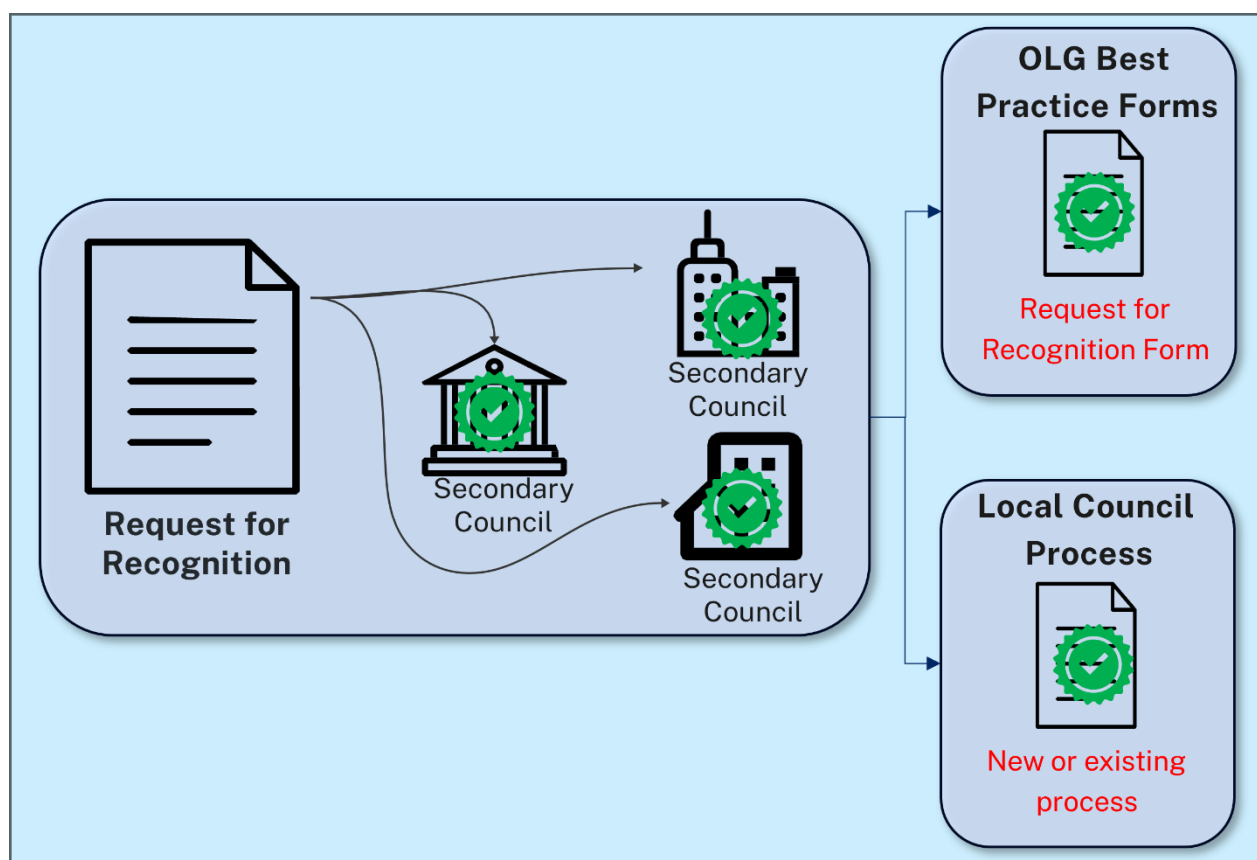 Request for
Recognition
Secondary
Council
Secondary
Council
Secondary
Council
OLG Best
Practice Forms
Request for
Recognition Form
Local Council
Process
New or existing
process